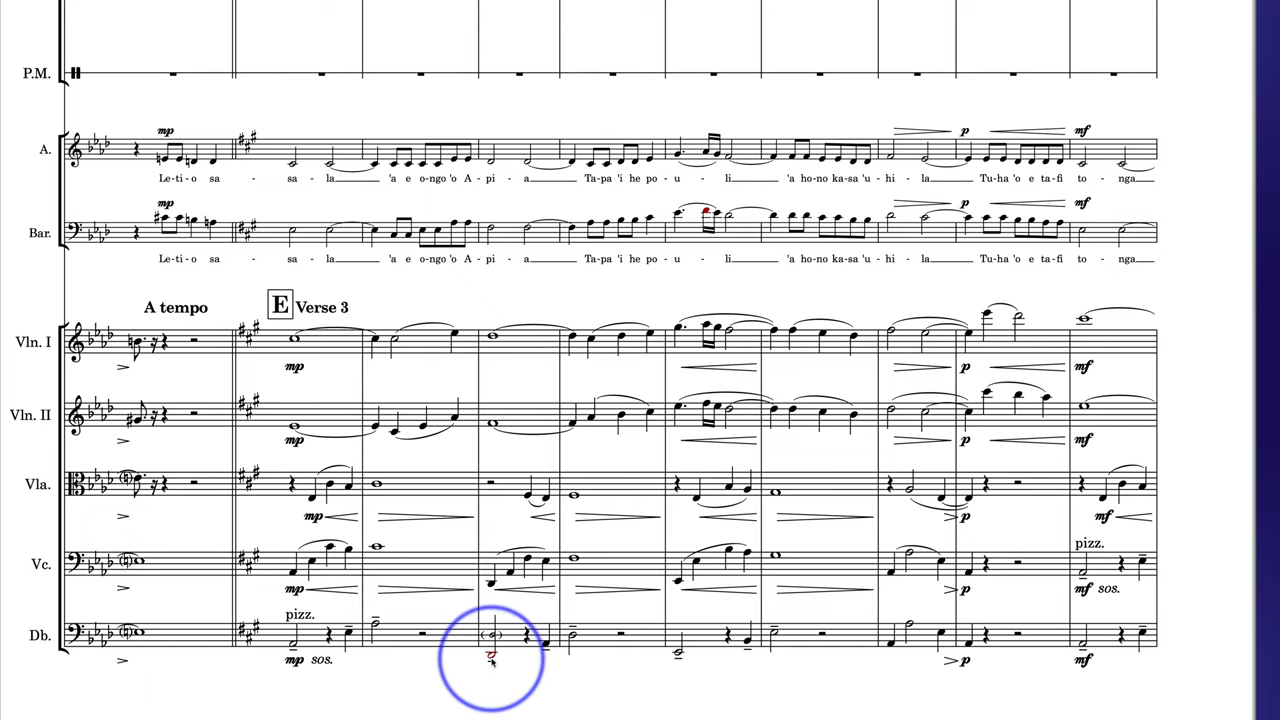 P.M.
mp
p
mf
A.
Le-ti-o sa - sa - la 'a e o-ngo'o A - pi - a Ta-pa 'i he po - u - li 'a ho-no ka-sa 'u - hi - la Tu-ha 'o e ta-fi to - nga
mp
p
mf
Bar.
Le-ti-o sa - sa - la 'a e o-ngo'o A - pi - a Ta-pa 'i he po - u - li 'a ho-no ka-sa 'u - hi - la Tu-ha 'o e ta-fi to - nga
A tempo E Verse 3
Vln. I
mp p mf
Vln. II
mp p mf
Vla.
mp p mf
pizz.
Vc.
mp p mf sos.
pizz.
Db.
mp sos. p mf